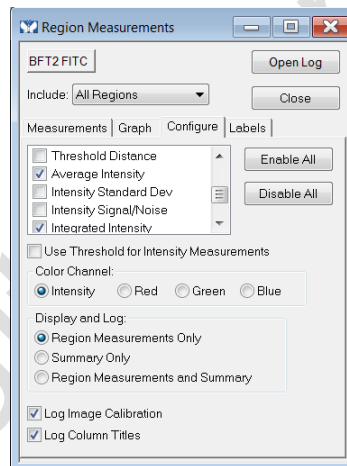 Region Measurements
BFT2 FITC
Open Log
Include: All Regions
Close
Measurements Graph Configure Labels
Threshold Distance
Average Intensity
Intensity Standard Dev
Intensity Signal/Noise
Integrated Intensity
Enable All
Disable All
Use Threshold for Intensity Measurements
Color Channel:
Intensity Red Green Blue
Display and Log:
Region Measurements Only
Summary Only
Region Measurements and Summary
Log Image Calibration
Log Column Titles